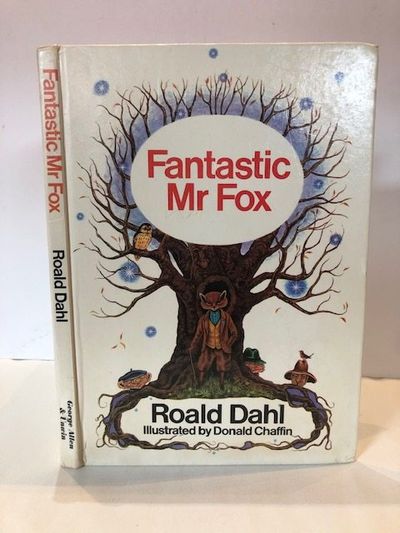 Fantastic Mr Fox
Roald Dahl
George Allen
& Unwin
Fantastic
Mr Fox
Roald Dahl
Illustrated by Donald Chaffin